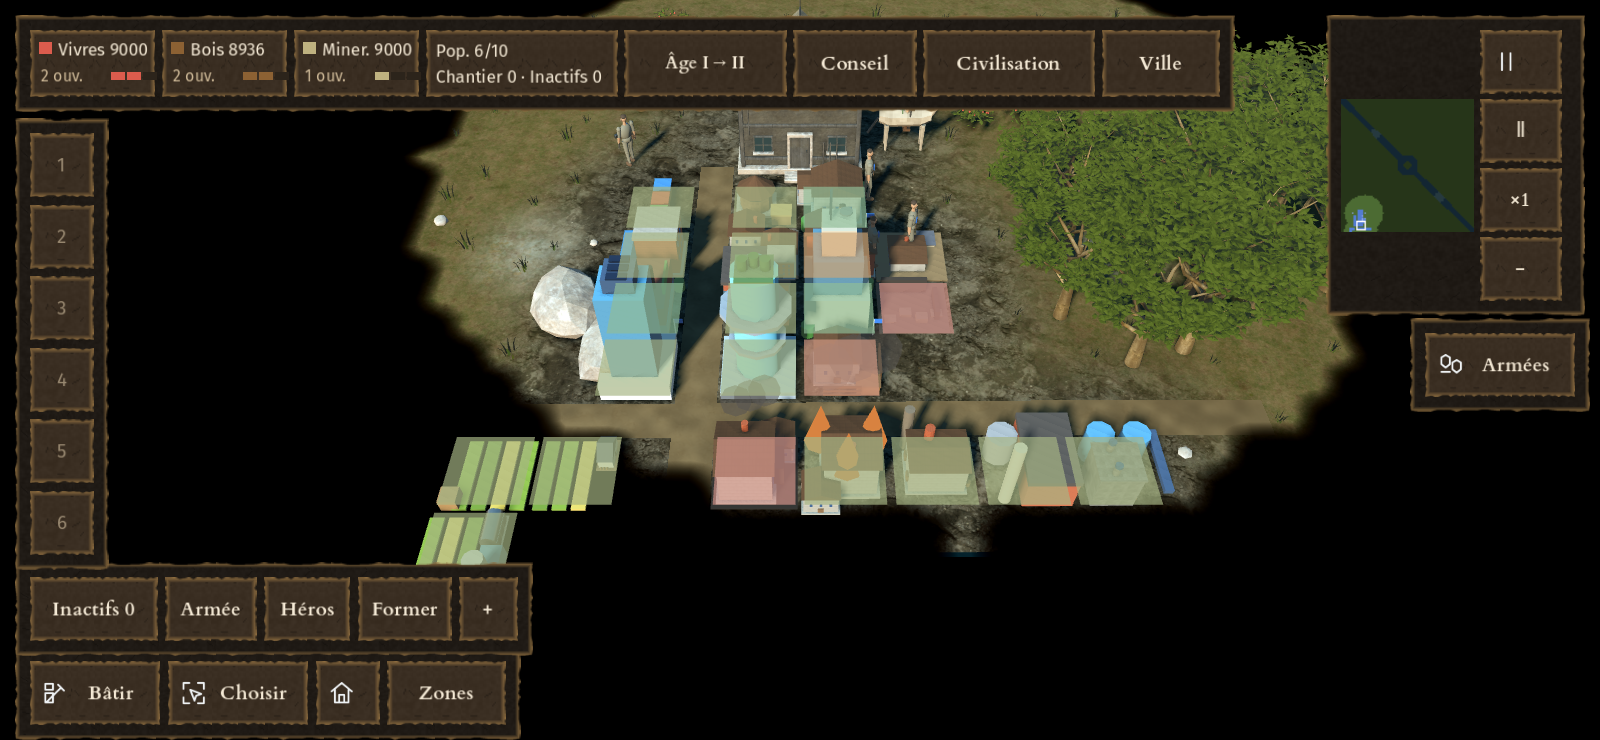 Vivres 9000
2 ouv.
Bois 8936
2 ouv.
Miner. 9000
1 ouv.
Pop. 6/10
Chantier 0 · Inactifs 0
Âge I→II
Conseil
Civilisation
Ville
||
||
×1
−
1
2
3
4
5
6
Armées
Inactifs 0
Armée
Héros
Former
+
Bâtir
Choisir
Zones